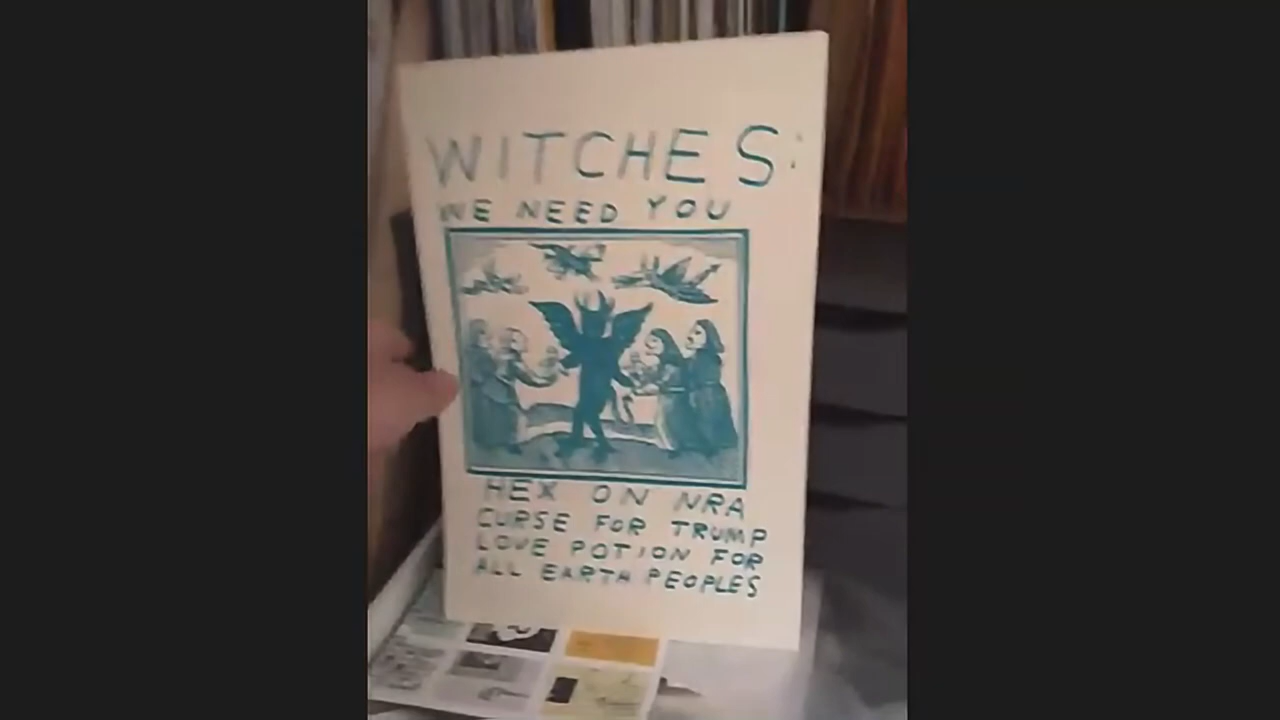 WITCHES:
WE NEED YOU
HEX ON NRA
CURSE FOR TRUMP
LOVE POTION FOR
ALL EARTH PEOPLES